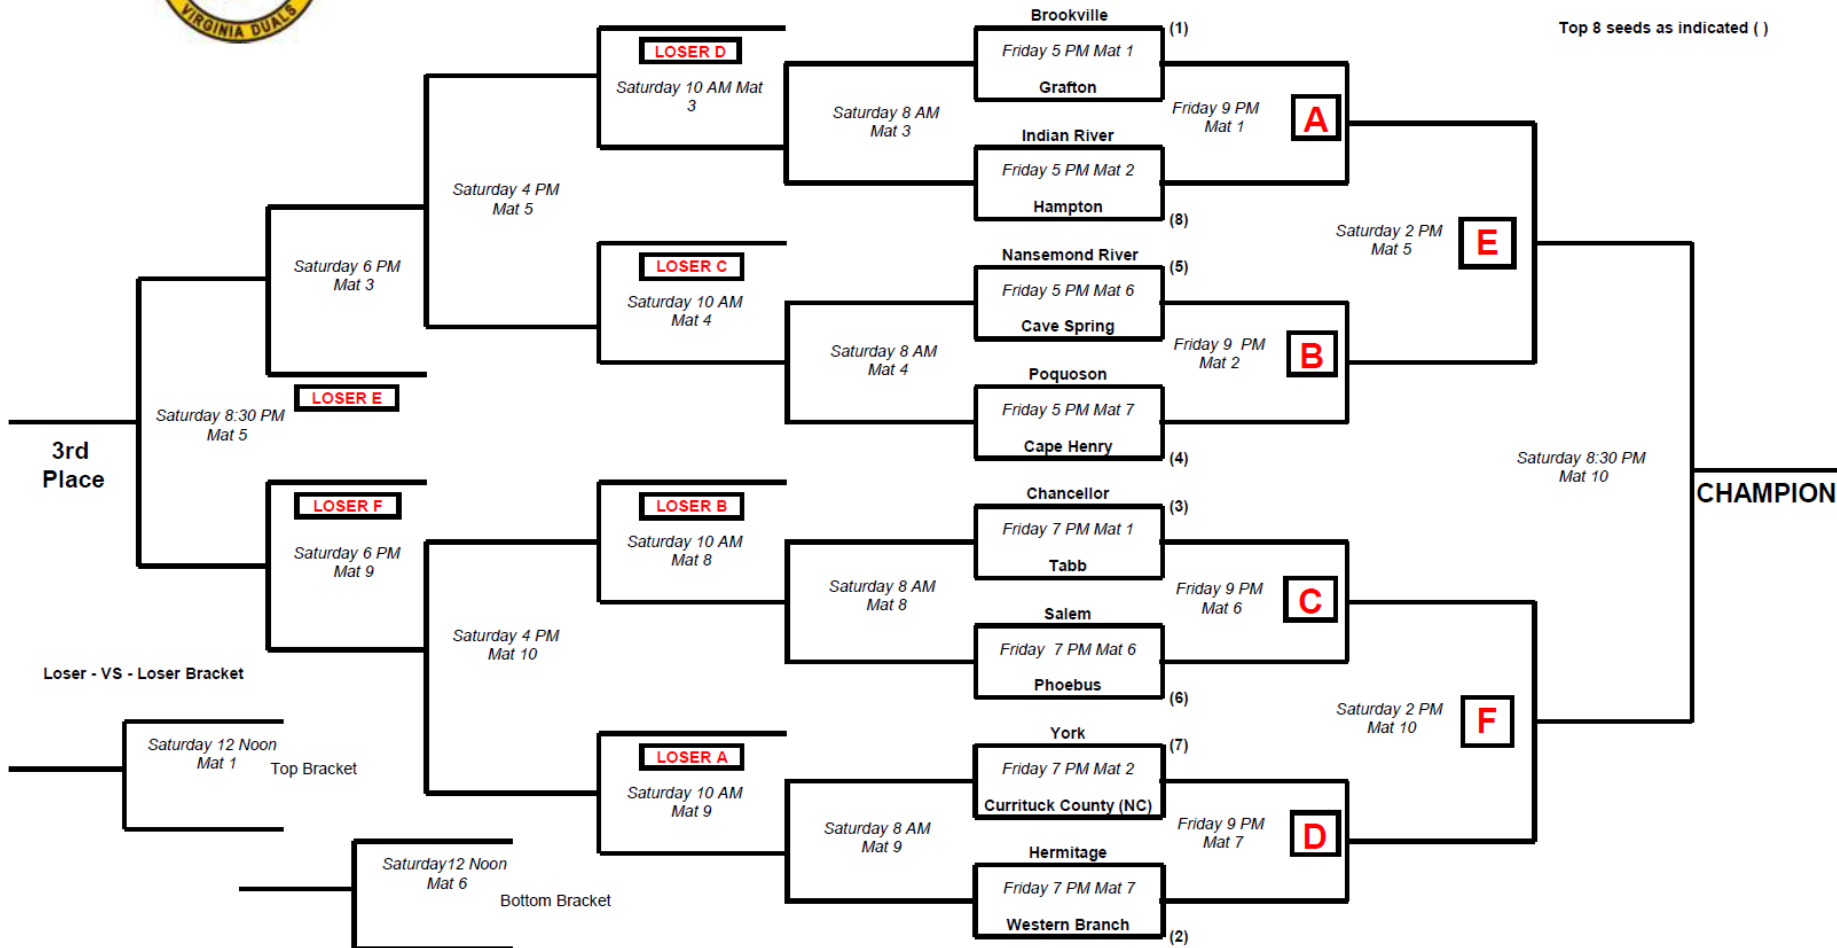 VIRGINIA DUALS
Top 8 seeds as indicated ( )
Brookville
(1)
Friday 5 PM Mat 1
Grafton
Indian River
Friday 5 PM Mat 2
Hampton
(8)
Nansemond River
(5)
Friday 5 PM Mat 6
Cave Spring
Poquoson
Friday 5 PM Mat 7
Cape Henry
(4)
Chancellor
(3)
Friday 7 PM Mat 1
Tabb
Salem
Friday 7 PM Mat 6
Phoebus
(6)
York
(7)
Friday 7 PM Mat 2
Currituck County (NC)
Hermitage
Friday 7 PM Mat 7
Western Branch
(2)
Friday 9 PM
Mat 1
A
Friday 9 PM
Mat 2
B
Friday 9 PM
Mat 6
C
Friday 9 PM
Mat 7
D
Saturday 2 PM
Mat 5
E
Saturday 2 PM
Mat 10
F
Saturday 8:30 PM
Mat 10
CHAMPION
Saturday 8 AM
Mat 3
Saturday 8 AM
Mat 4
Saturday 8 AM
Mat 8
Saturday 8 AM
Mat 9
LOSER D
Saturday 10 AM Mat
3
LOSER C
Saturday 10 AM
Mat 4
LOSER B
Saturday 10 AM
Mat 8
LOSER A
Saturday 10 AM
Mat 9
Saturday 4 PM
Mat 5
Saturday 4 PM
Mat 10
Saturday 6 PM
Mat 3
LOSER E
LOSER F
Saturday 6 PM
Mat 9
Saturday 8:30 PM
Mat 5
3rd
Place
Loser - VS - Loser Bracket
Saturday 12 Noon
Mat 1
Top Bracket
Saturday12 Noon
Mat 6
Bottom Bracket